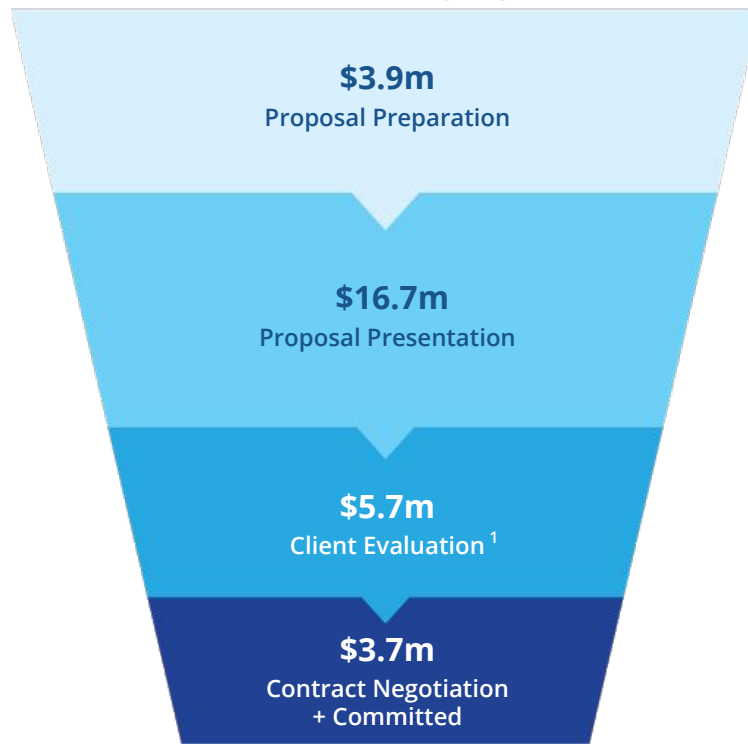 $3.9m
Proposal Preparation
$16.7m
Proposal Presentation
$5.7m
Client Evaluation 1
$3.7m
Contract Negotiation
+ Committed